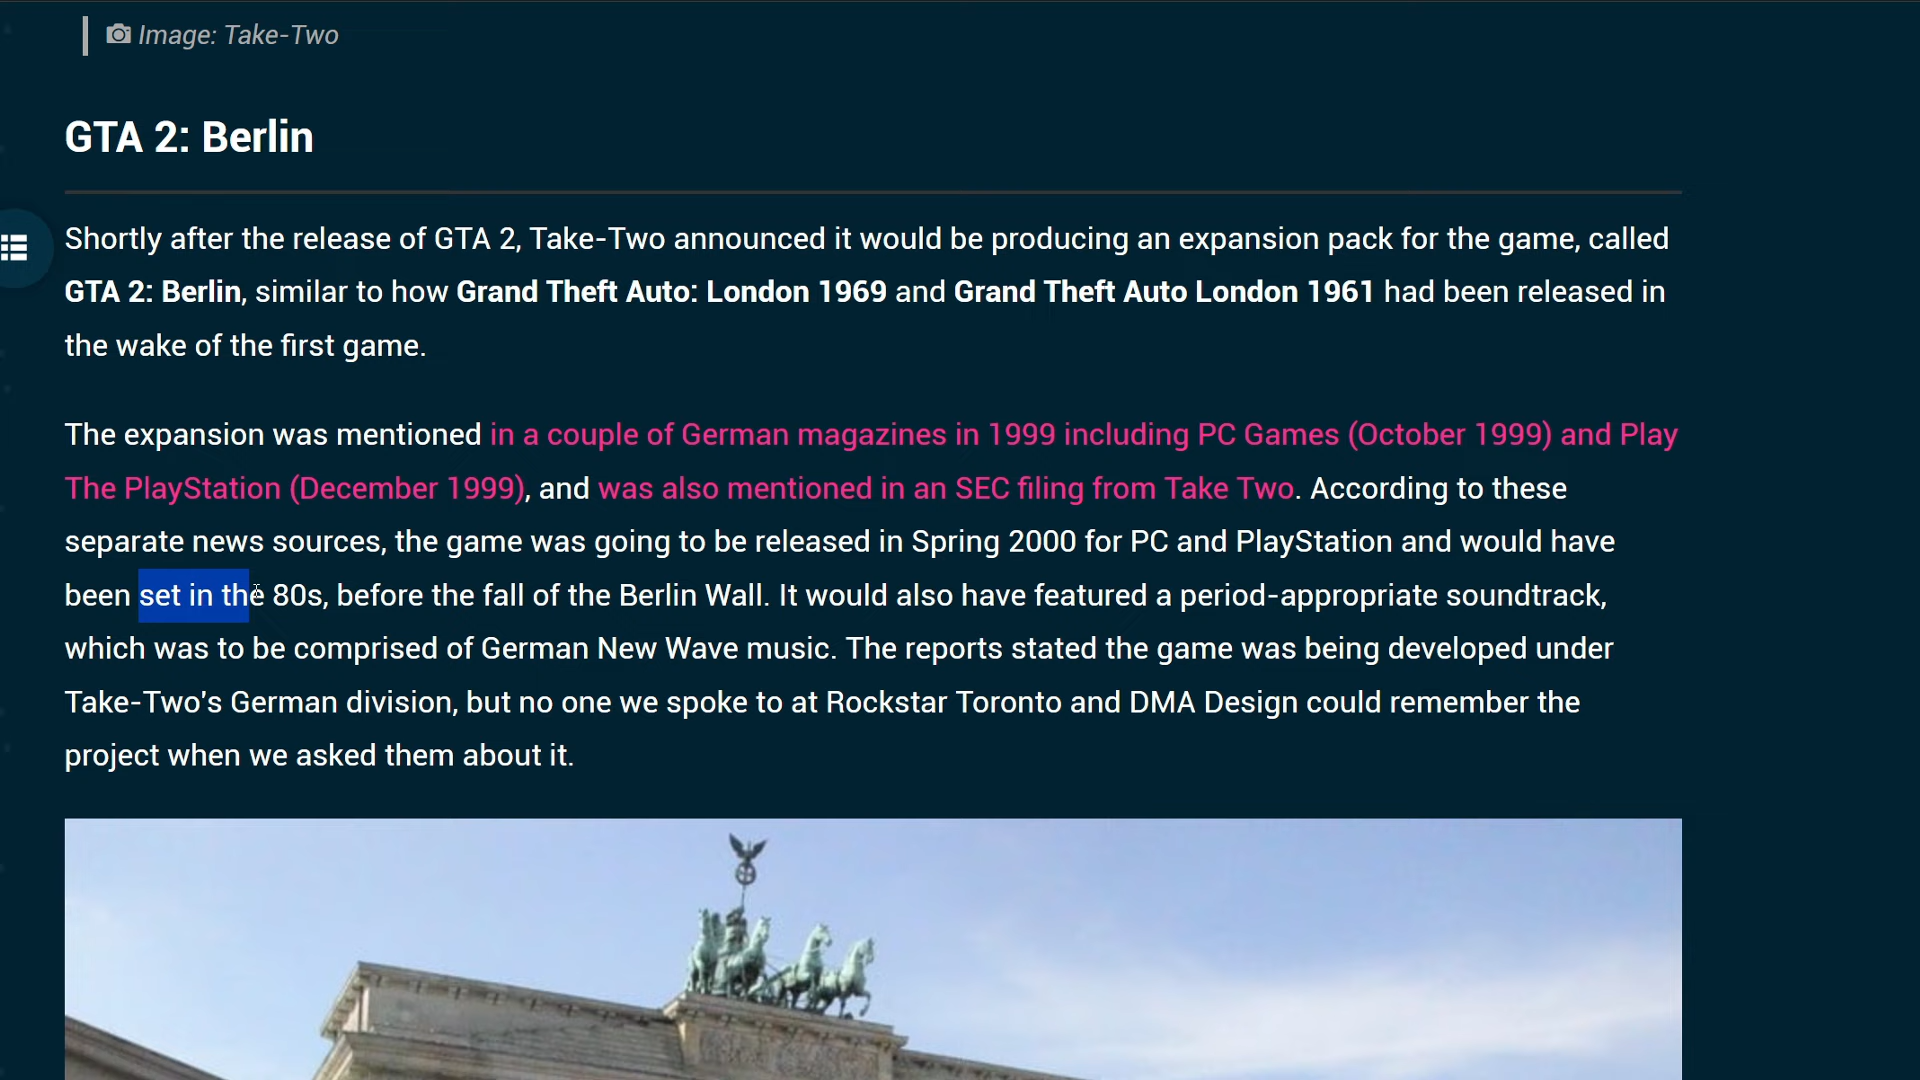 Image: Take-Two
GTA 2: Berlin
Shortly after the release of GTA 2, Take-Two announced it would be producing an expansion pack for the game, called
GTA 2: Berlin, similar to how Grand Theft Auto: London 1969 and Grand Theft Auto London 1961 had been released in
the wake of the first game.
The expansion was mentioned in a couple of German magazines in 1999 including PC Games (October 1999) and Play
The PlayStation (December 1999), and was also mentioned in an SEC filing from Take Two. According to these
separate news sources, the game was going to be released in Spring 2000 for PC and PlayStation and would have
been set in the 80s, before the fall of the Berlin Wall. It would also have featured a period-appropriate soundtrack,
which was to be comprised of German New Wave music. The reports stated the game was being developed under
Take-Two's German division, but no one we spoke to at Rockstar Toronto and DMA Design could remember the
project when we asked them about it.